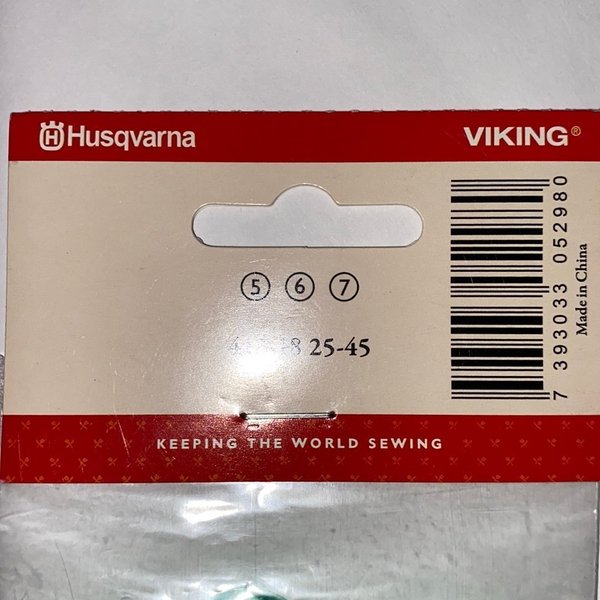 Husqvarna VIKING®
5 6 7
25-45
7 393033 052980
Made in China
KEEPING THE WORLD SEWING